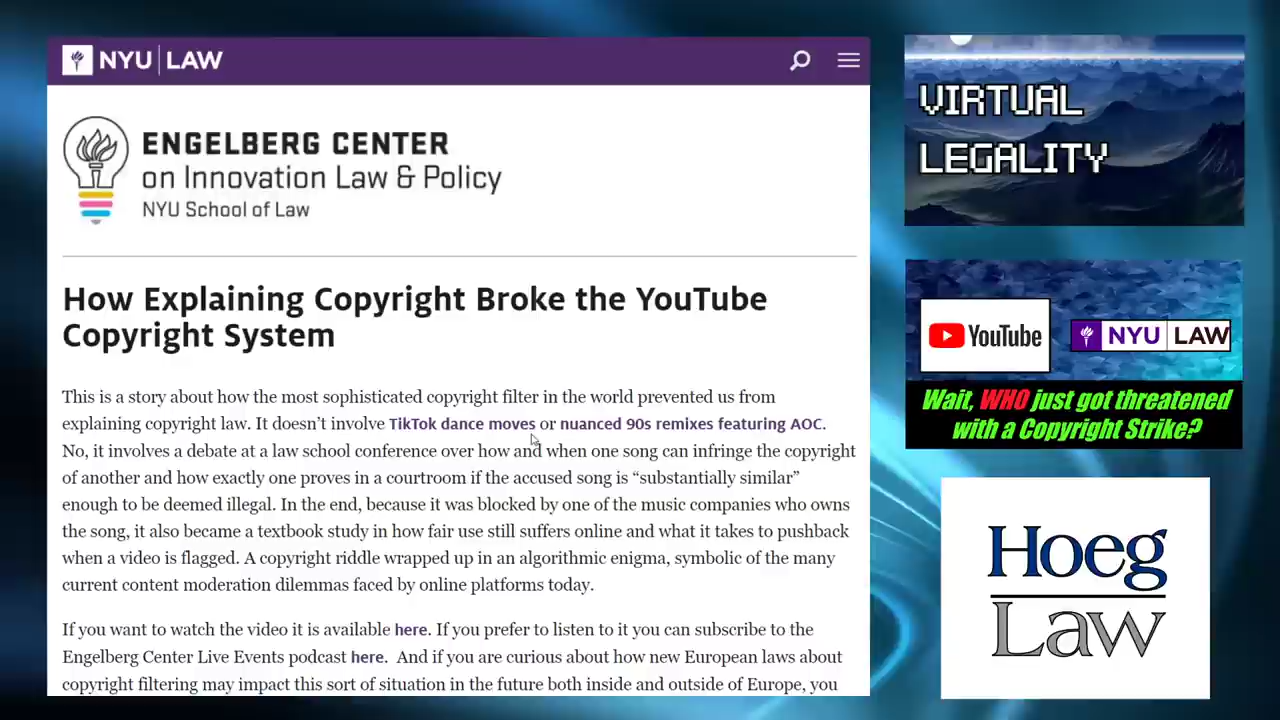 NYU LAW
ENGELBERG CENTER
on Innovation Law & Policy
NYU School of Law
How Explaining Copyright Broke the YouTube
Copyright System
This is a story about how the most sophisticated copyright filter in the world prevented us from
explaining copyright law. It doesn’t involve TikTok dance moves or nuanced 90s remixes featuring AOC.
No, it involves a debate at a law school conference over how and when one song can infringe the copyright
of another and how exactly one proves in a courtroom if the accused song is “substantially similar”
enough to be deemed illegal. In the end, because it was blocked by one of the music companies who owns
the song, it also became a textbook study in how fair use still suffers online and what it takes to pushback
when a video is flagged. A copyright riddle wrapped up in an algorithmic enigma, symbolic of the many
current content moderation dilemmas faced by online platforms today.
If you want to watch the video it is available here. If you prefer to listen to it you can subscribe to the
Engelberg Center Live Events podcast here. And if you are curious about how new European laws about
copyright filtering may impact this sort of situation in the future both inside and outside of Europe, you
VIRTUAL
LEGALITY
YouTube
NYU LAW
Wait, WHO just got threatened
with a Copyright Strike?
Hoeg
Law